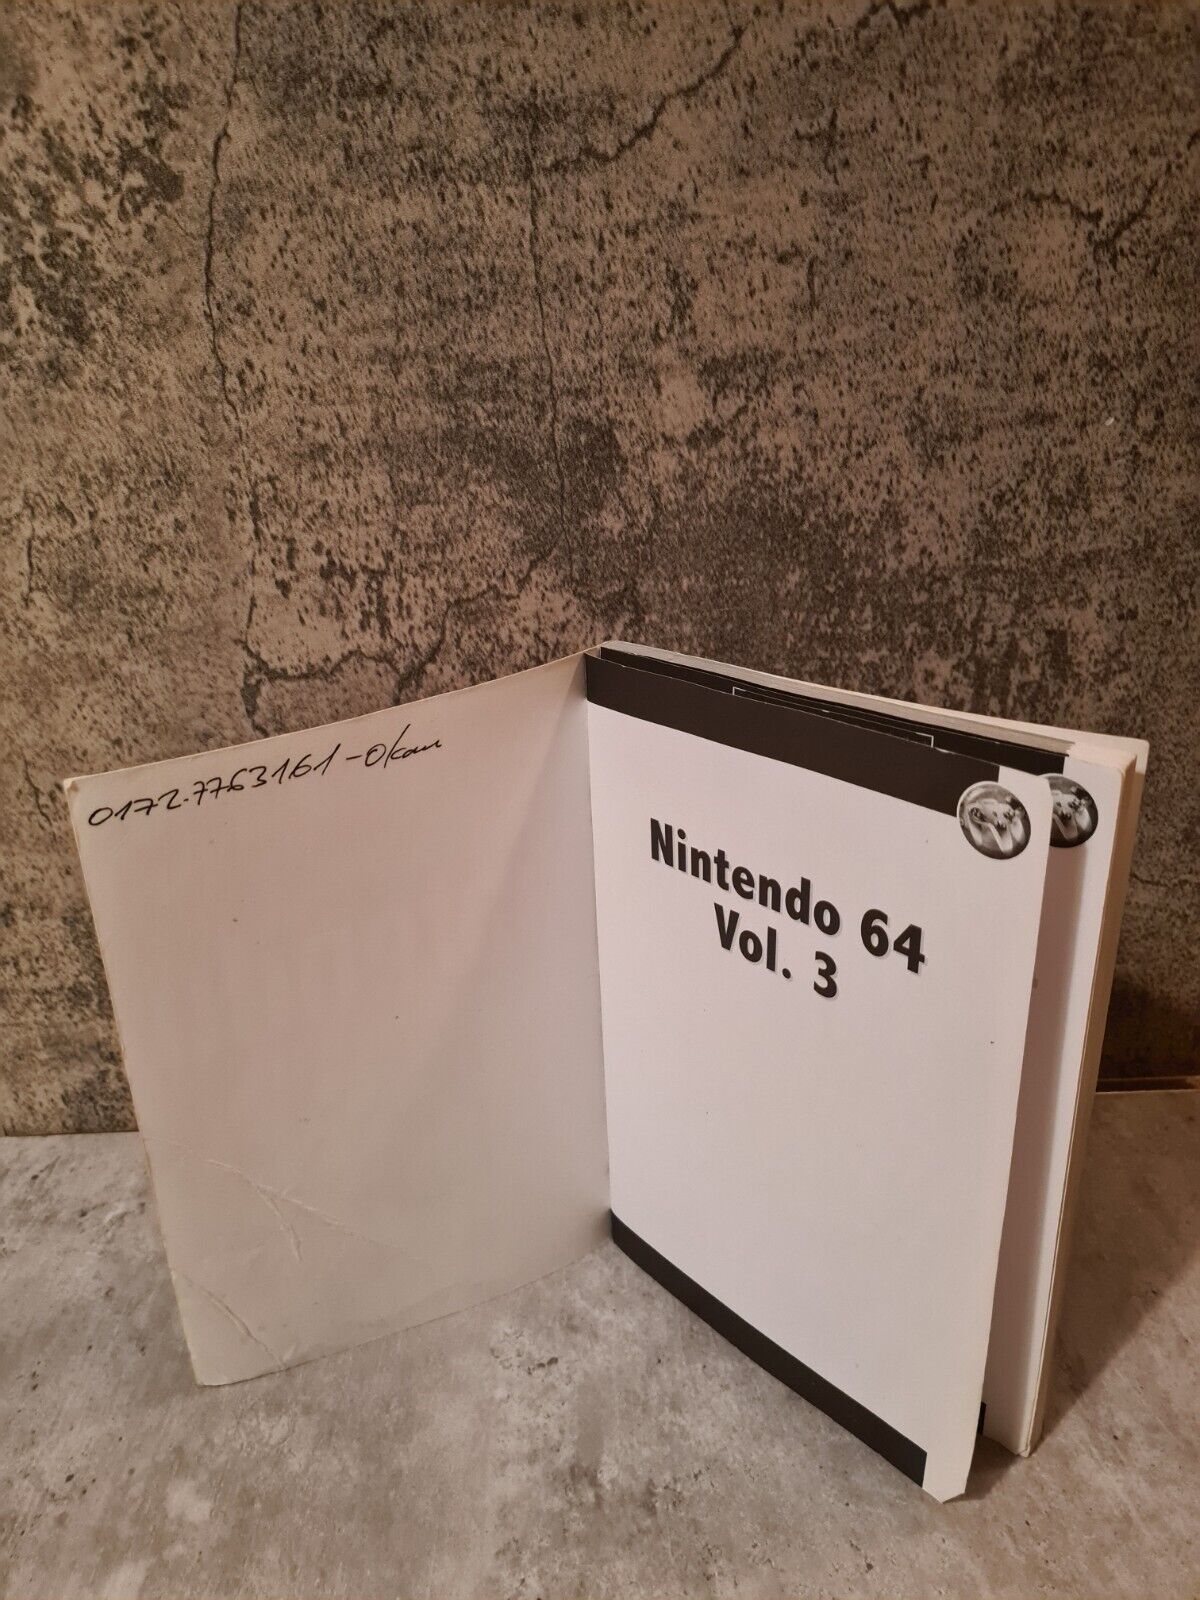 0172-7763161-Okan
Nintendo 64
Vol. 3